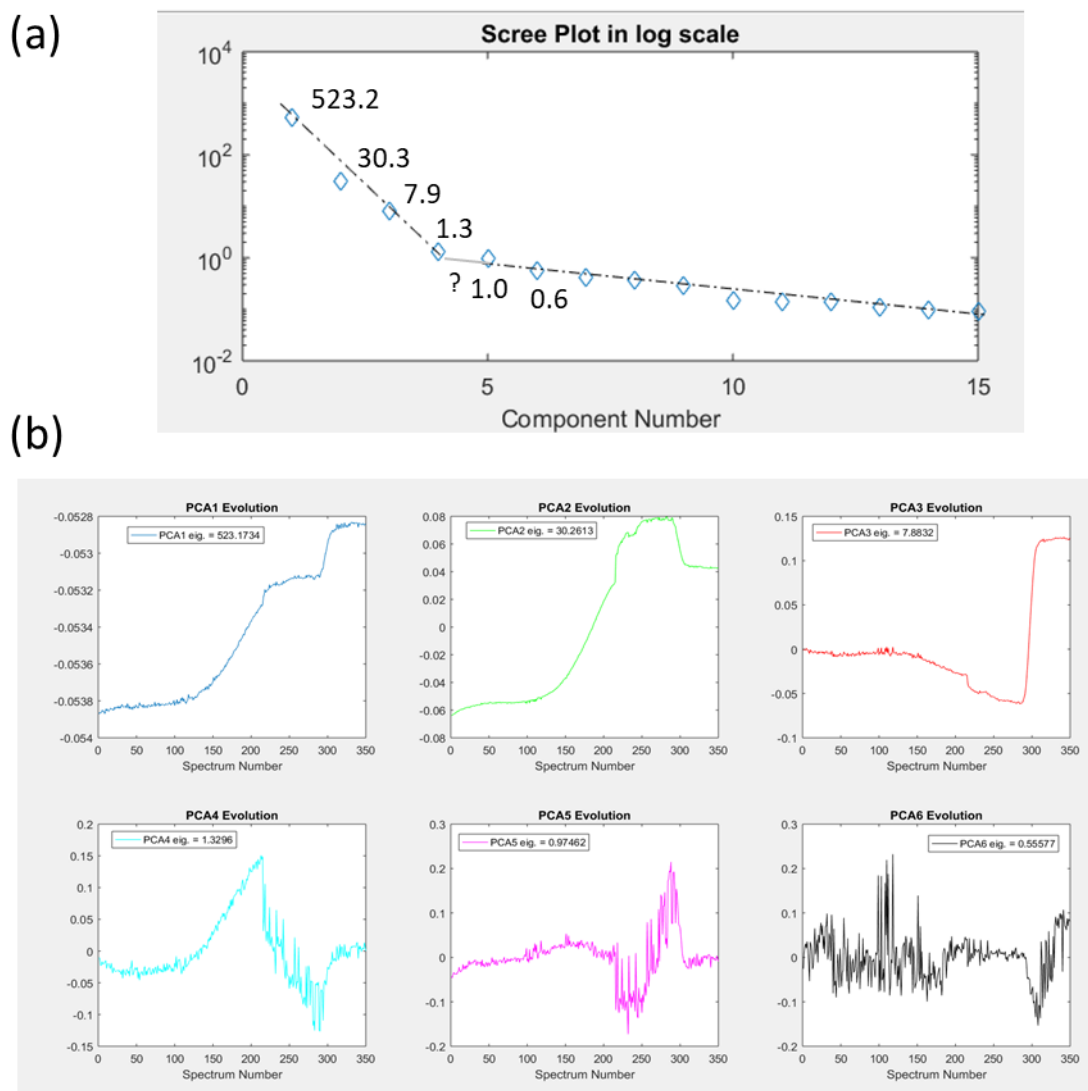 (a)
Scree Plot in log scale
10^4
10^2
10^0
10^-2
523.2
30.3
7.9
1.3
? 1.0 0.6
0 5 10 15
Component Number
(b)
PCA1 Evolution
PCA1 eig. = 523.1734
-0.0528
-0.053
-0.0532
-0.0534
-0.0536
-0.0538
-0.054
0 50 100 150 200 250 300 350
Spectrum Number
PCA2 Evolution
PCA2 eig. = 30.2613
0.08
0.06
0.04
0.02
0
-0.02
-0.04
-0.06
-0.08
0 50 100 150 200 250 300 350
Spectrum Number
PCA3 Evolution
PCA3 eig. = 7.8832
0.15
0.1
0.05
0
-0.05
-0.1
0 50 100 150 200 250 300 350
Spectrum Number
PCA4 Evolution
PCA4 eig. = 1.3296
0.2
0.15
0.1
0.05
0
-0.05
-0.1
-0.15
0 50 100 150 200 250 300 350
Spectrum Number
PCA5 Evolution
PCA5 eig. = 0.97462
0.3
0.2
0.1
0
-0.1
-0.2
0 50 100 150 200 250 300 350
Spectrum Number
PCA6 Evolution
PCA6 eig. = 0.55577
0.3
0.2
0.1
0
-0.1
-0.2
0 50 100 150 200 250 300 350
Spectrum Number